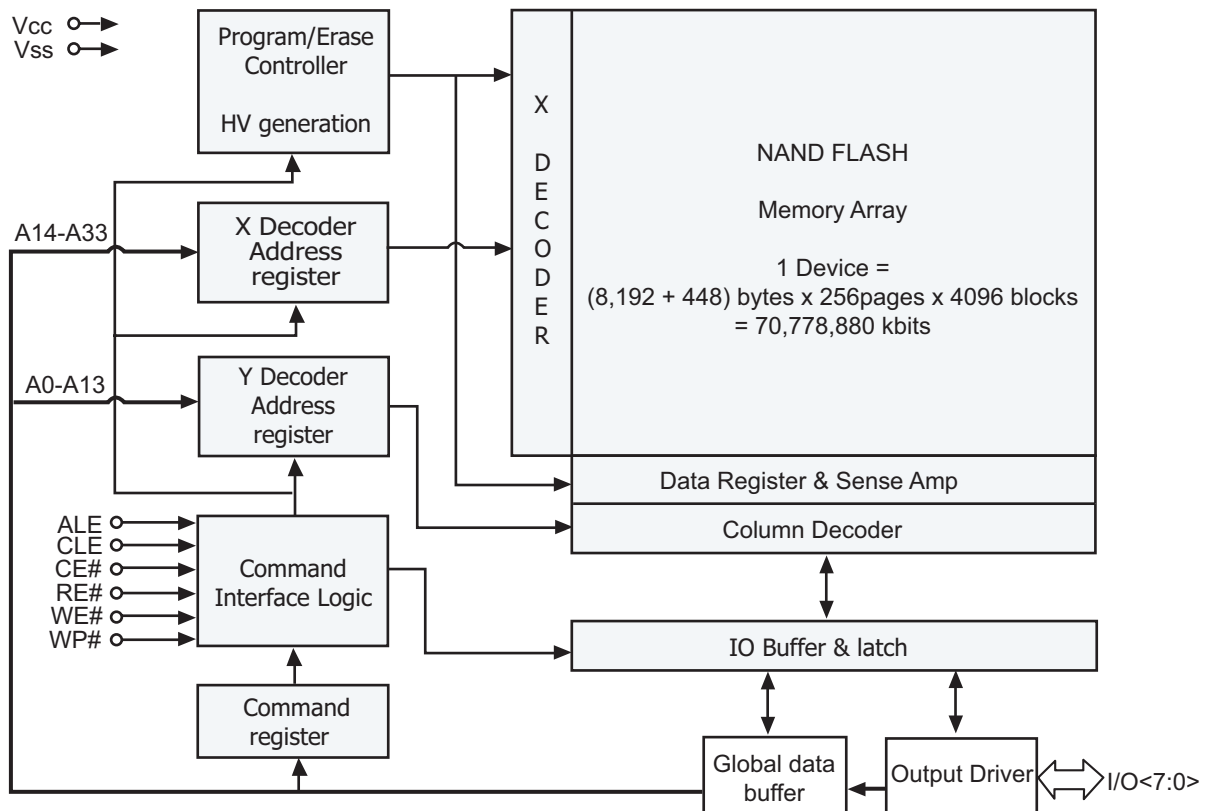 Vcc
Vss
Program/Erase
Controller
HV generation
A14-A33
X Decoder
Address
register
A0-A13
Y Decoder
Address
register
ALE
CLE
CE#
RE#
WE#
WP#
Command
Interface Logic
Command
register
X DECODER
NAND FLASH
Memory Array
1 Device =
(8,192 + 448) bytes x 256pages x 4096 blocks
= 70,778,880 kbits
Data Register & Sense Amp
Column Decoder
IO Buffer & latch
Global data
buffer
Output Driver
I/O<7:0>